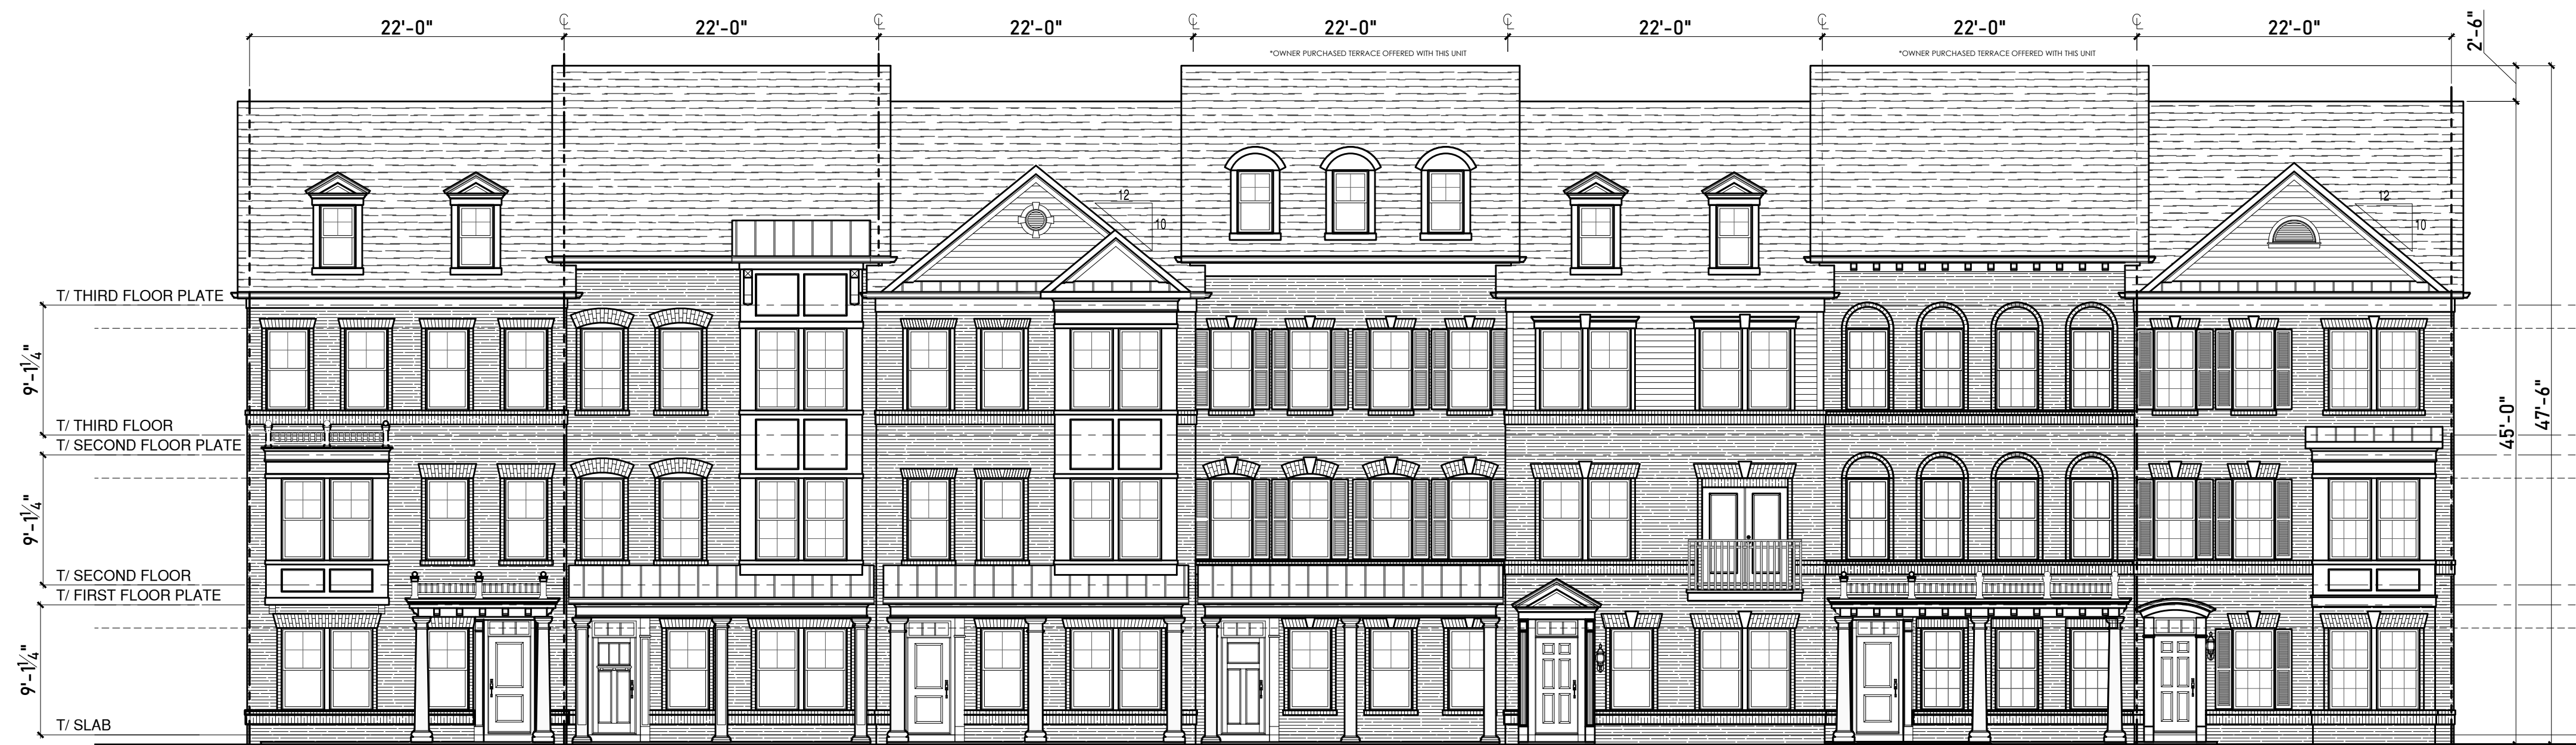 22'-0" ℄ 22'-0" ℄ 22'-0" ℄ 22'-0" ℄ 22'-0" ℄ 22'-0" ℄ 22'-0"
2'-6"
*OWNER PURCHASED TERRACE OFFERED WITH THIS UNIT
*OWNER PURCHASED TERRACE OFFERED WITH THIS UNIT
12
10
12
10
T/ THIRD FLOOR PLATE
9'-1¼"
T/ THIRD FLOOR
T/ SECOND FLOOR PLATE
9'-1¼"
T/ SECOND FLOOR
T/ FIRST FLOOR PLATE
9'-1¼"
T/ SLAB
45'-0"
47'-6"